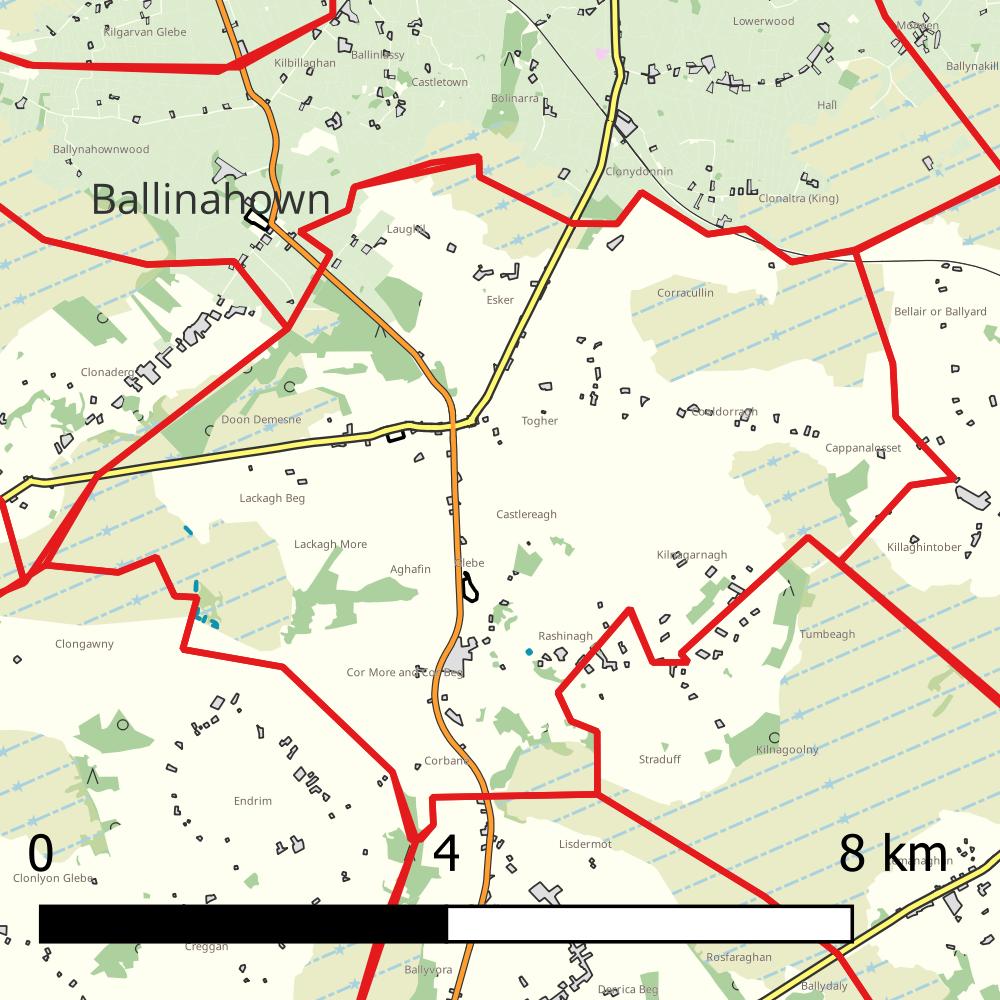 Lowerwood
Kilgarvan Glebe
Moneen
Ballinlassy
Kilbillaghan
Ballynakill
Castletown
Bolinarra
Hall
Ballynahownwood
Clonydonnin
Ballinahown
Clonaltra (King)
Laughil
Corracullin
Esker
Bellair or Ballyard
Clonaderg
Cooldorragh
Doon Demesne
Togher
Cappanalosset
Lackagh Beg
Castlereagh
Lackagh More
Killaghintober
Kilnagarnagh
Glebe
Aghafin
Rashinagh
Tumbeagh
Clongawny
Cor More and Cor Beg
Kilnagoolny
Corbane
Straduff
Endrim
Lisdermot
0 4 8 km
Clonlyon Glebe
Creggan
Rosfaraghan
Ballyvora
Derrica Beg
Ballydaly